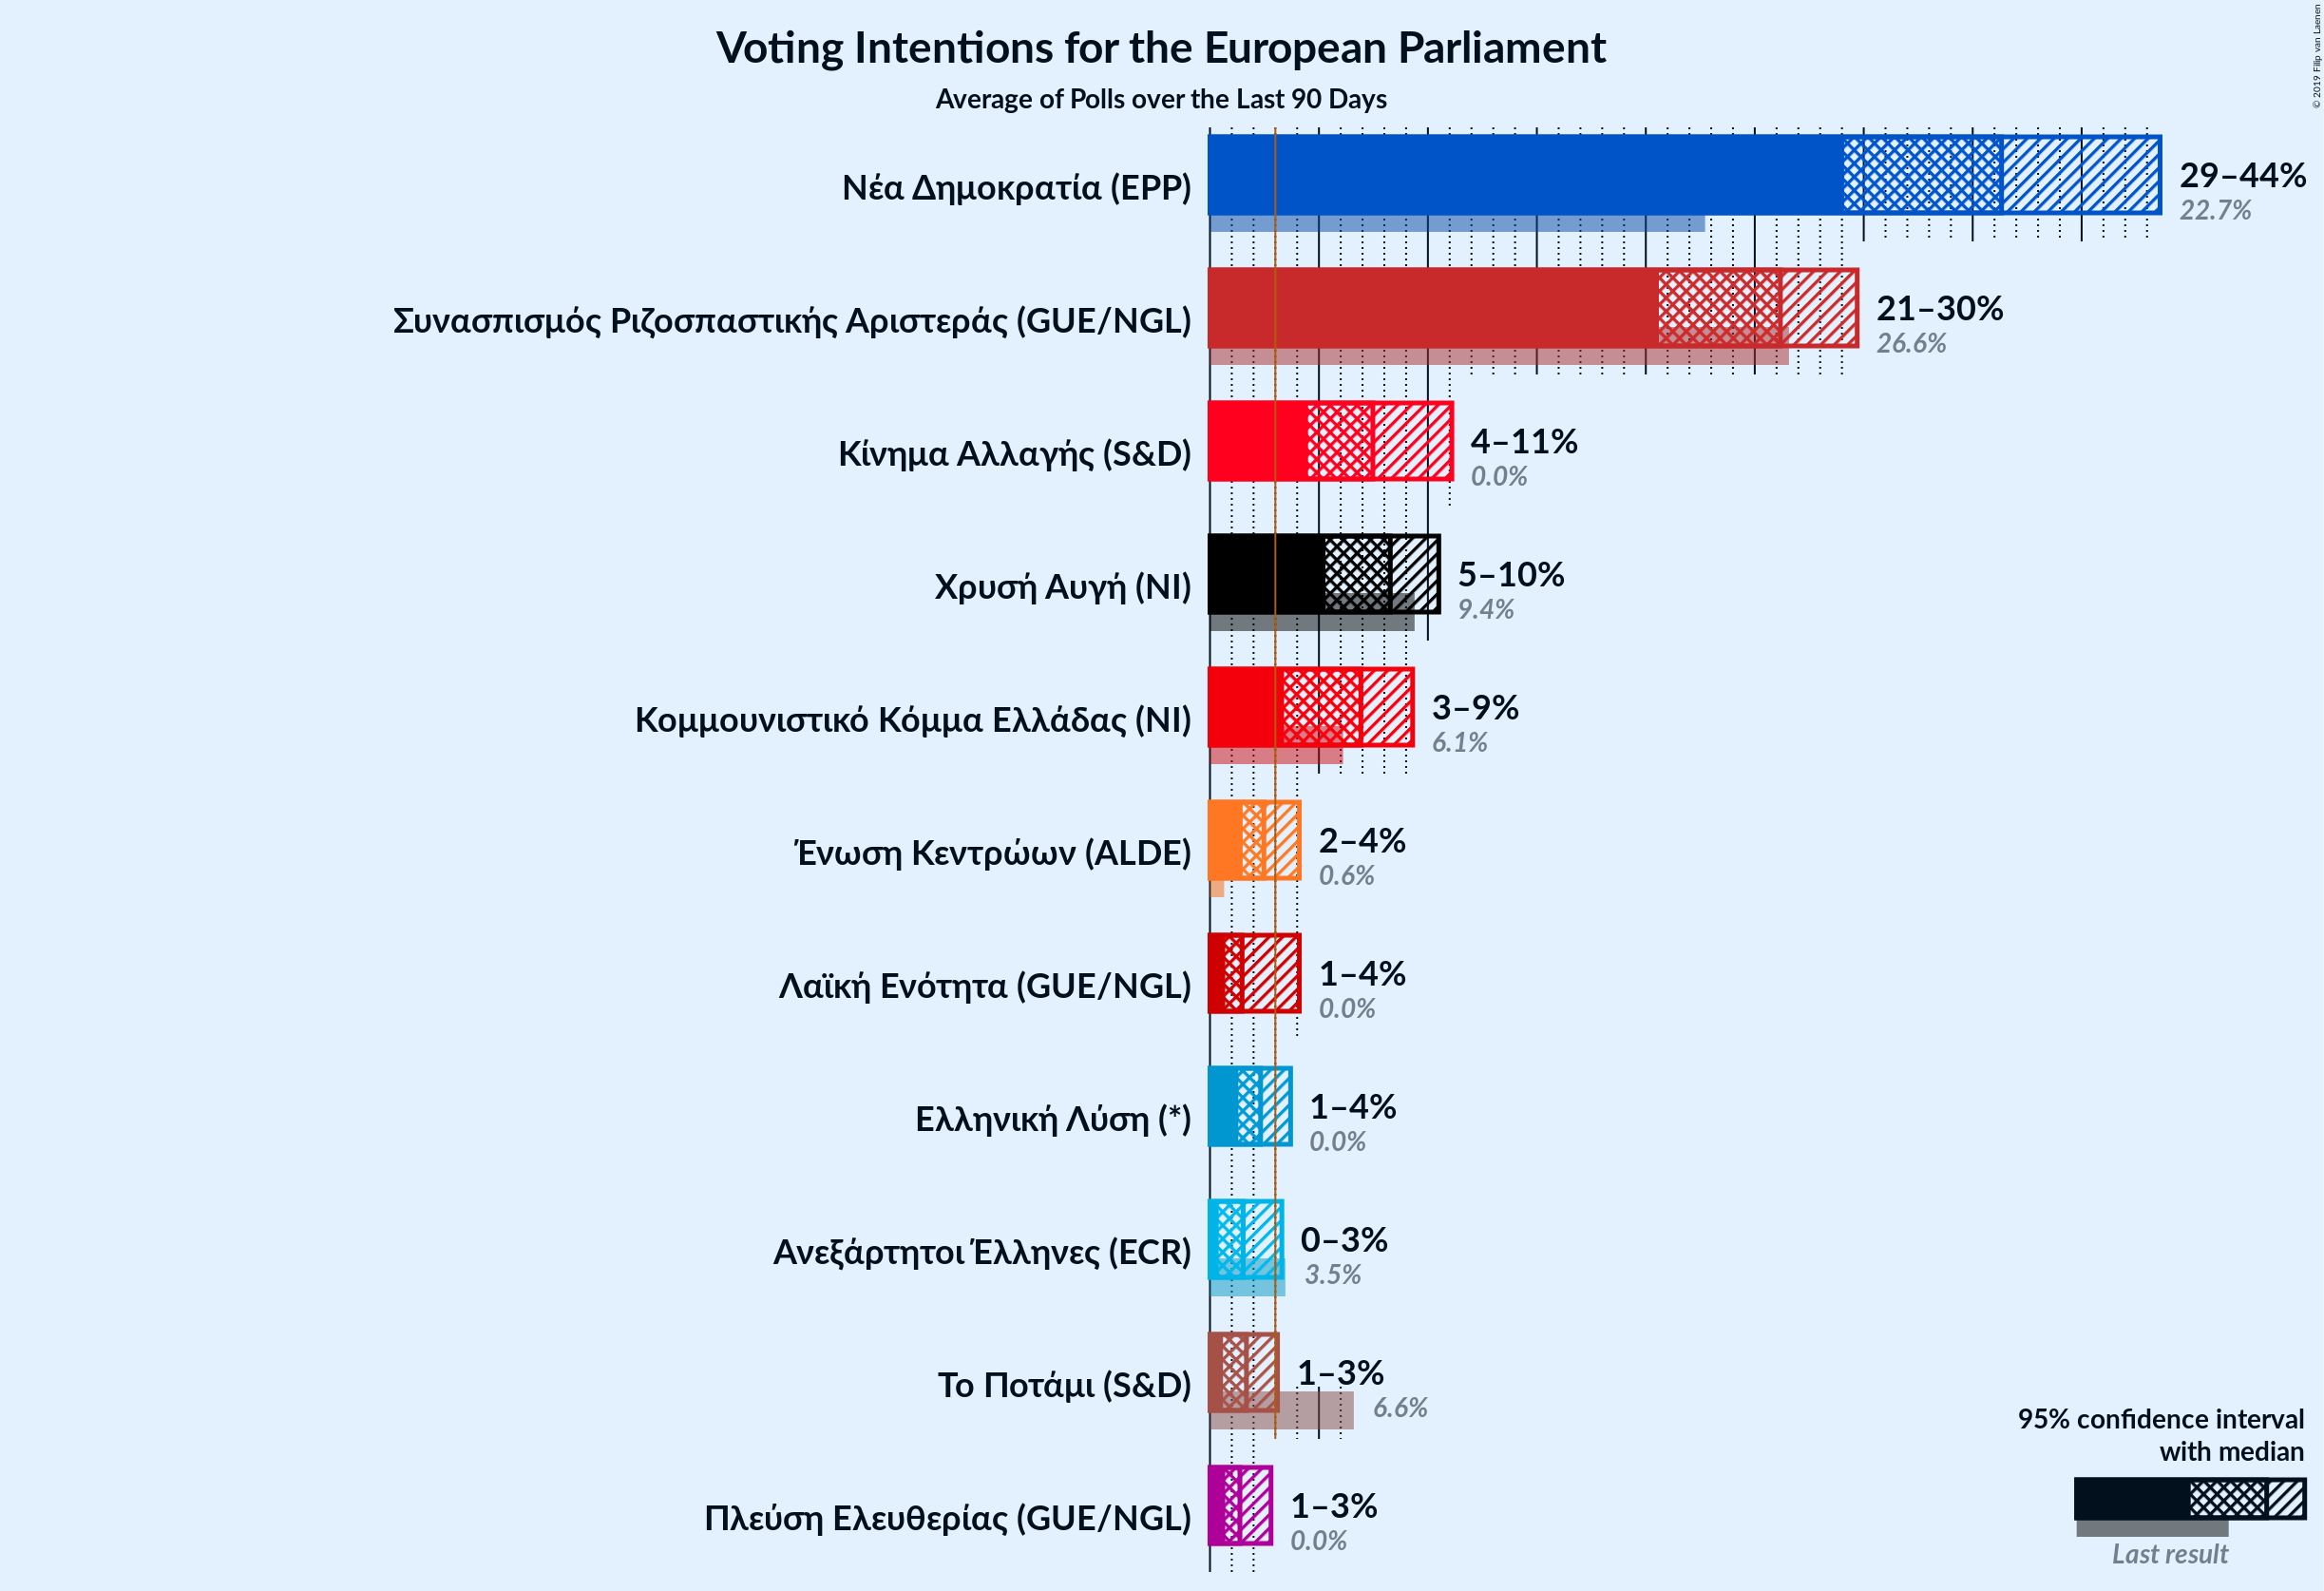 Voting Intentions for the European Parliament
Average of Polls over the Last 90 Days
© 2019 Filip van Laenen
Νέα Δημοκρατία (EPP)
29–44%
22.7%
Συνασπισμός Ριζοσπαστικής Αριστεράς (GUE/NGL)
21–30%
26.6%
Κίνημα Αλλαγής (S&D)
4–11%
0.0%
Χρυσή Αυγή (NI)
5–10%
9.4%
Κομμουνιστικό Κόμμα Ελλάδας (NI)
3–9%
6.1%
Ένωση Κεντρώων (ALDE)
2–4%
0.6%
Λαϊκή Ενότητα (GUE/NGL)
1–4%
0.0%
Ελληνική Λύση (*)
1–4%
0.0%
Ανεξάρτητοι Έλληνες (ECR)
0–3%
3.5%
Το Ποτάμι (S&D)
1–3%
6.6%
Πλεύση Ελευθερίας (GUE/NGL)
1–3%
0.0%
95% confidence interval
with median
Last result